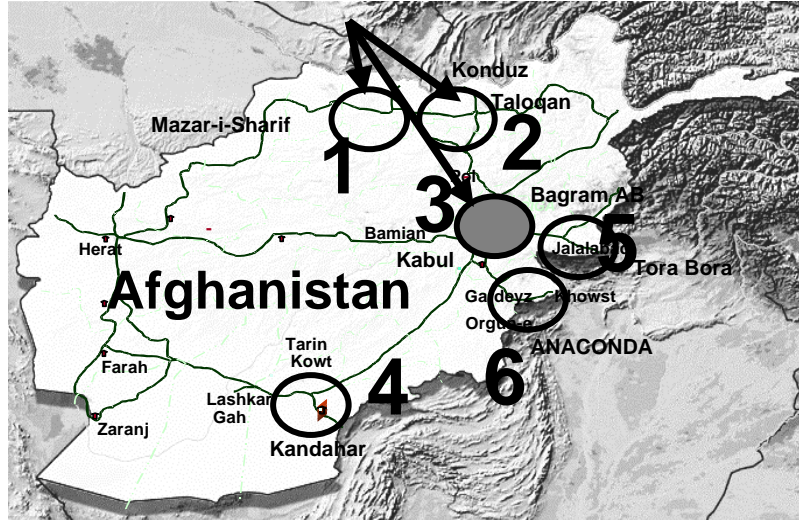 Konduz
Taloqan
Mazar-i-Sharif
1
2
3
Bagram AB
Bamian
5
Herat
Kabul
Tora Bora
Afghanistan
Khowst
ANACONDA
Tarin
Kowt
Farah
4
6
Lashkar
Gah
Zaranj
Kandahar